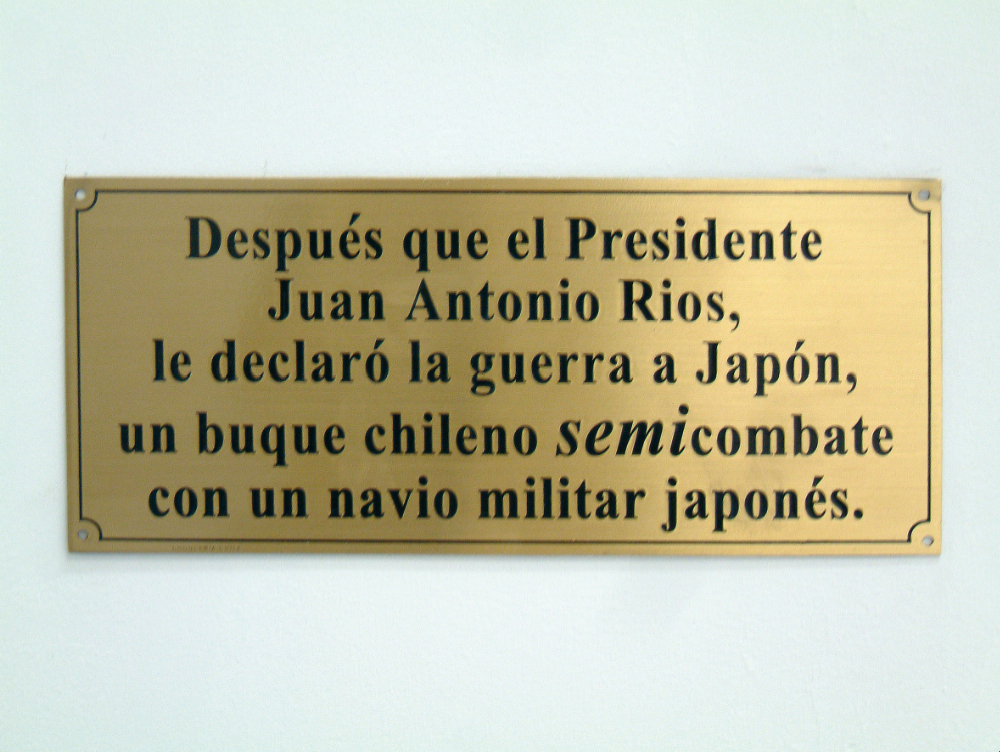 Después que el Presidente
Juan Antonio Rios,
le declaró la guerra a Japón,
un buque chileno semicombate
con un navio militar japonés.